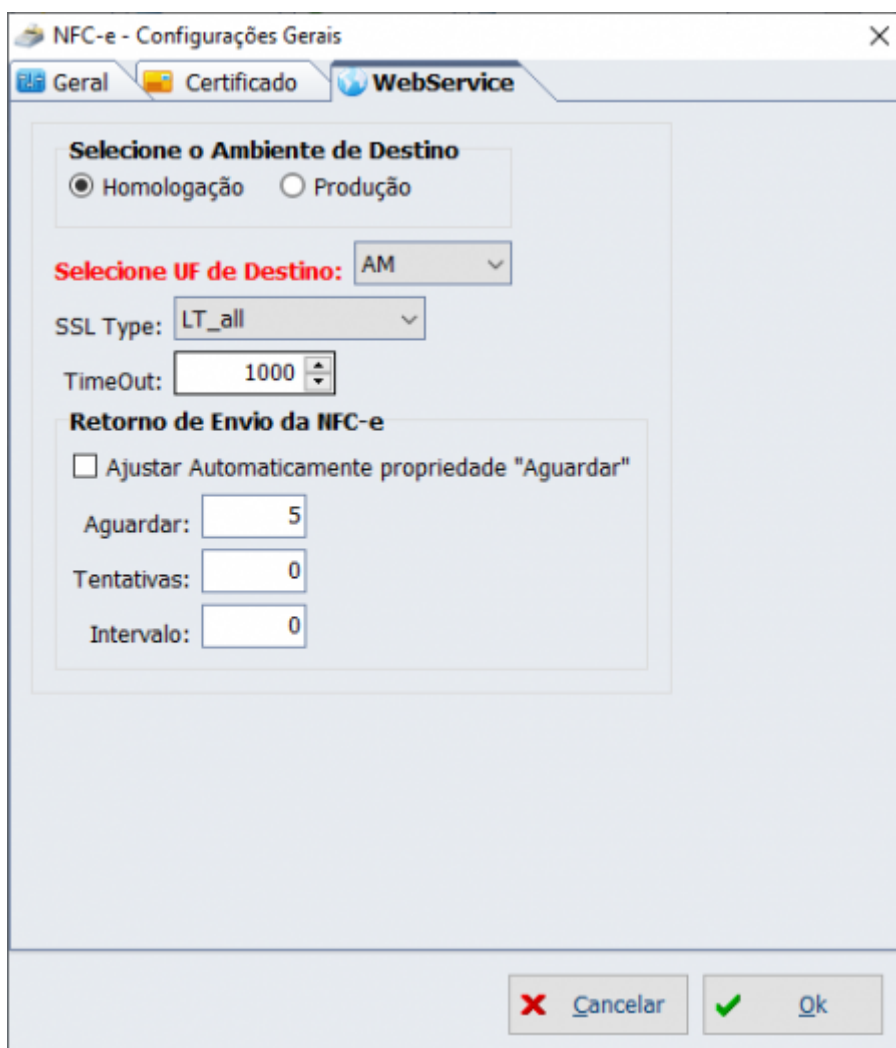 NFC-e - Configurações Gerais
Geral Certificado WebService
Selecione o Ambiente de Destino
Homologação Produção
Selecione UF de Destino: AM
SSL Type: LT_all
TimeOut: 1000
Retorno de Envio da NFC-e
Ajustar Automaticamente propriedade "Aguardar"
Aguardar: 5
Tentativas: 0
Intervalo: 0
Cancelar Ok